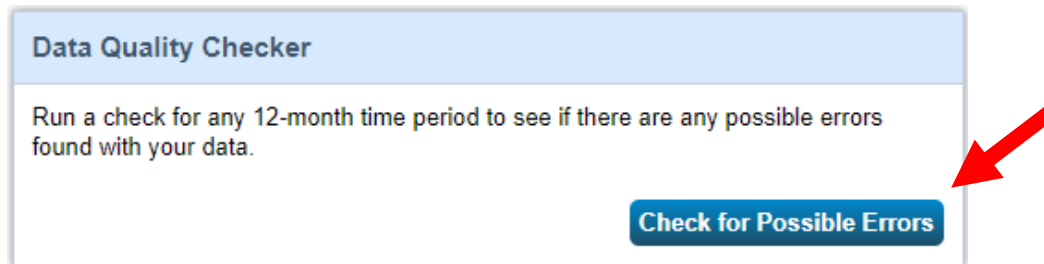 Data Quality Checker
Run a check for any 12-month time period to see if there are any possible errors
found with your data.
Check for Possible Errors